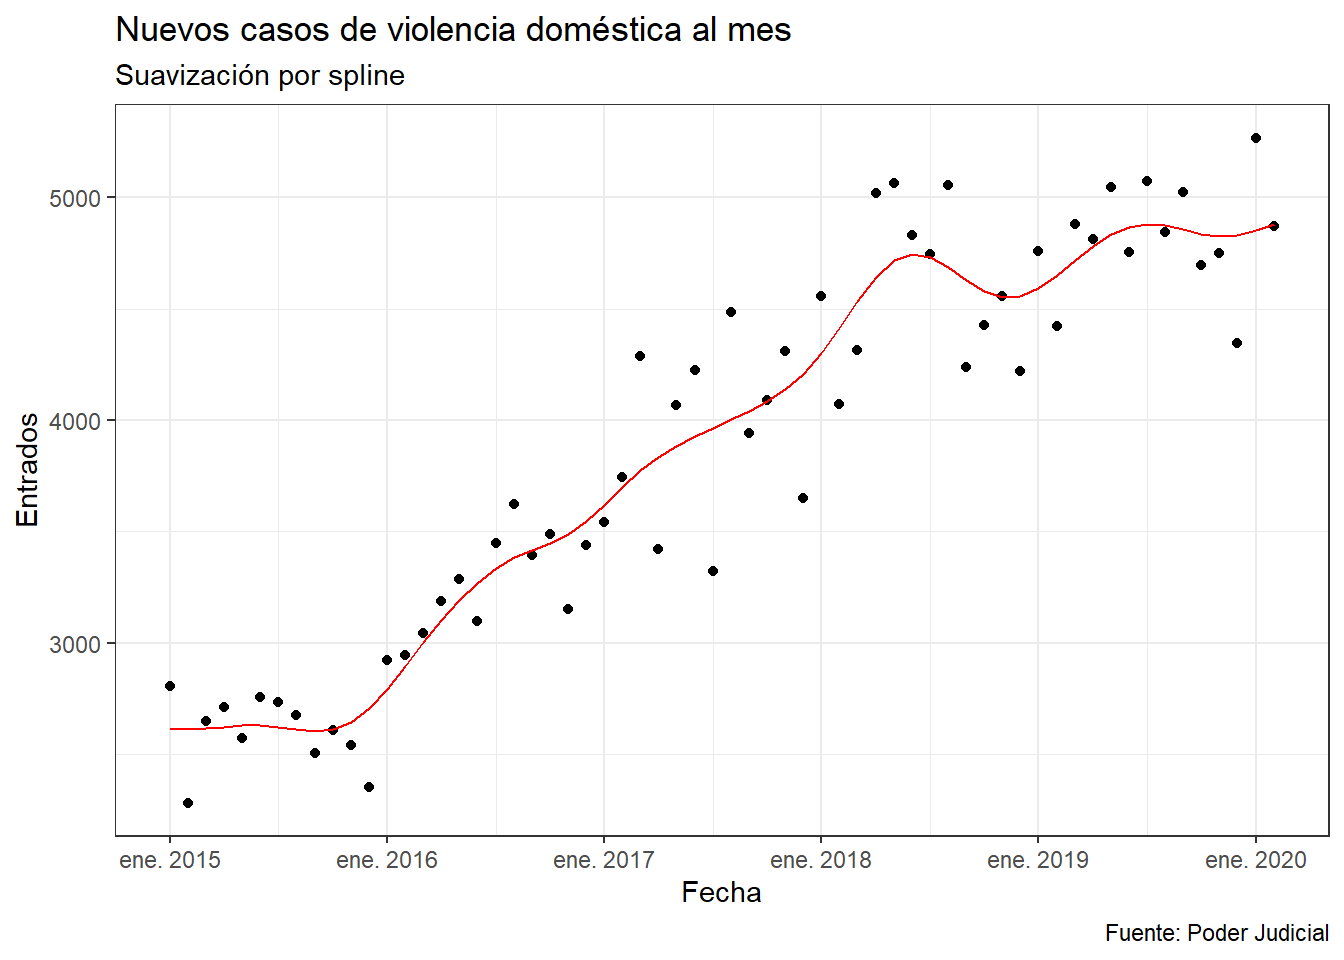 Nuevos casos de violencia doméstica al mes
Suavización por spline
5000
4000
3000
Entrados
ene. 2015 ene. 2016 ene. 2017 ene. 2018 ene. 2019 ene. 2020
Fecha
Fuente: Poder Judicial